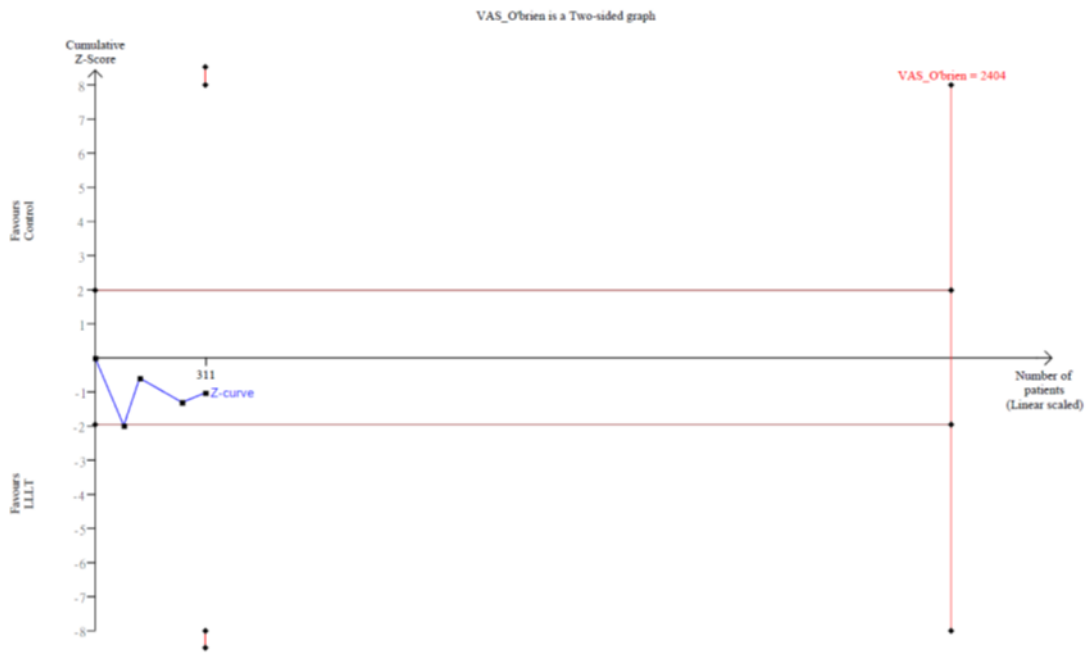 VAS_O'brien is a Two-sided graph
Cumulative
Z-Score
VAS_O'brien = 2404
8
7
6
5
4
3
2
1
-1
-2
-3
-4
-5
-6
-7
-8
Favours
Control
Favours
LLLT
311
Z-curve
Number of
patients
(Linear scaled)